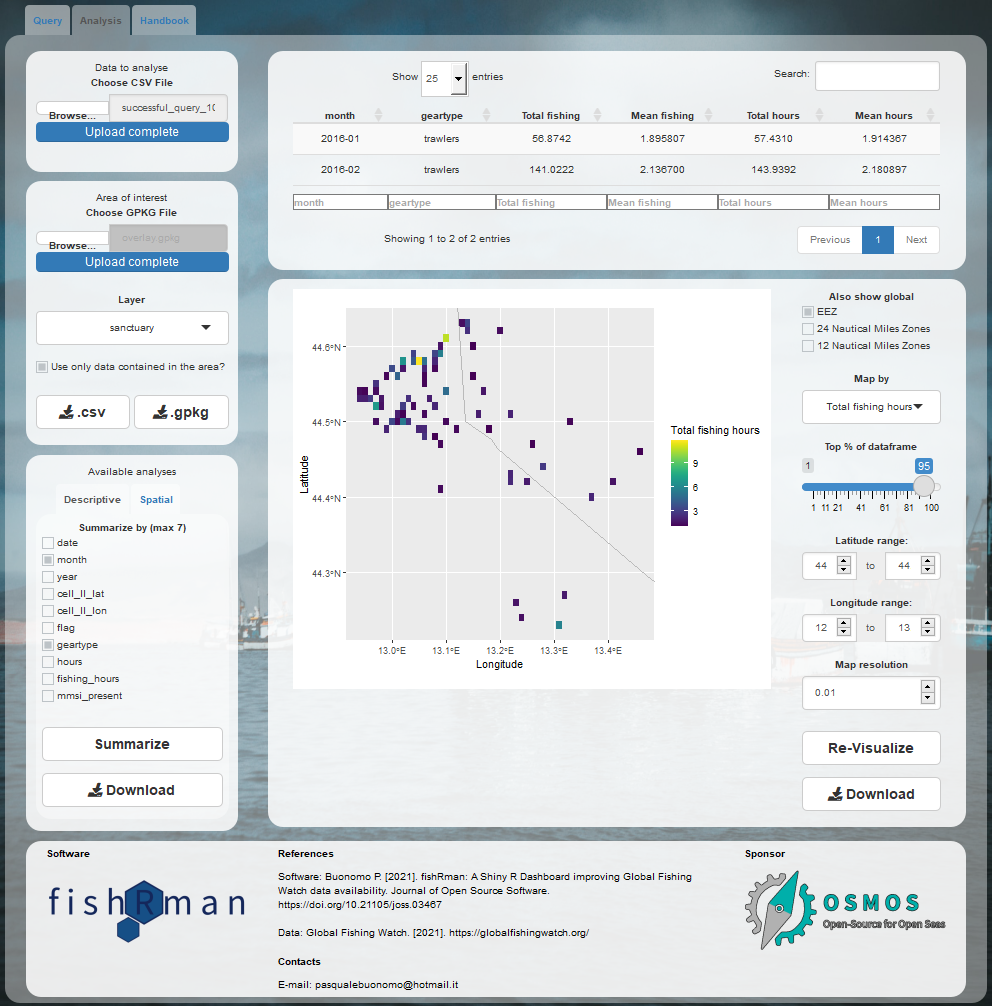 Query Analysis Handbook
Data to analyse
Choose CSV File
Browse... successful_query_10
Upload complete
Area of interest
Choose GPKG File
Browse... overlay.gpkg
Upload complete
Layer
sanctuary
Use only data contained in the area?
.csv .gpkg
Available analyses
Descriptive Spatial
Summarize by (max 7)
date
month
year
cell_ll_lat
cell_ll_lon
flag
geartype
hours
fishing_hours
mmsi_present
Summarize
Download
Show 25 entries Search:
month geartype Total fishing Mean fishing Total hours Mean hours
2016-01 trawlers 56.8742 1.895807 57.4310 1.914367
2016-02 trawlers 141.0222 2.136700 143.9392 2.180897
month geartype Total fishing Mean fishing Total hours Mean hours
Showing 1 to 2 of 2 entries Previous 1 Next
44.6°N
44.5°N
44.4°N
44.3°N
Latitude
13.0°E 13.1°E 13.2°E 13.3°E 13.4°E
Longitude
Total fishing hours
9
6
3
Also show global
EEZ
24 Nautical Miles Zones
12 Nautical Miles Zones
Map by
Total fishing hours
Top % of dataframe
1 95
1 11 21 41 61 81 100
Latitude range:
44 to 44
Longitude range:
12 to 13
Map resolution
0.01
Re-Visualize
Download
Software
fishRman
References
Software: Buonomo P. [2021]. fishRman: A Shiny R Dashboard improving Global Fishing
Watch data availability. Journal of Open Source Software.
https://doi.org/10.21105/joss.03467
Data: Global Fishing Watch. [2021]. https://globalfishingwatch.org/
Contacts
E-mail: pasqualebuonomo@hotmail.it
Sponsor
OSMOS
Open-Source for Open Seas